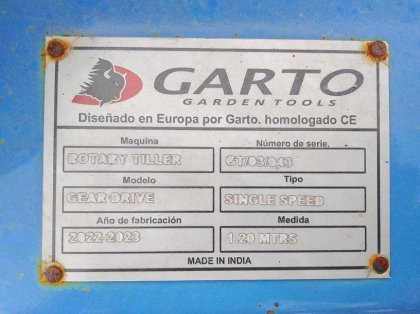 GARTO
GARDEN TOOLS
Diseñado en Europa por Garto. homologado CE
Maquina Número de serie.
ROTARY TILLER GT/03/043
Modelo Tipo
GEAR DRIVE SINGLE SPEED
Año de fabricación Medida
2022-2023 1.20 MTRS
MADE IN INDIA